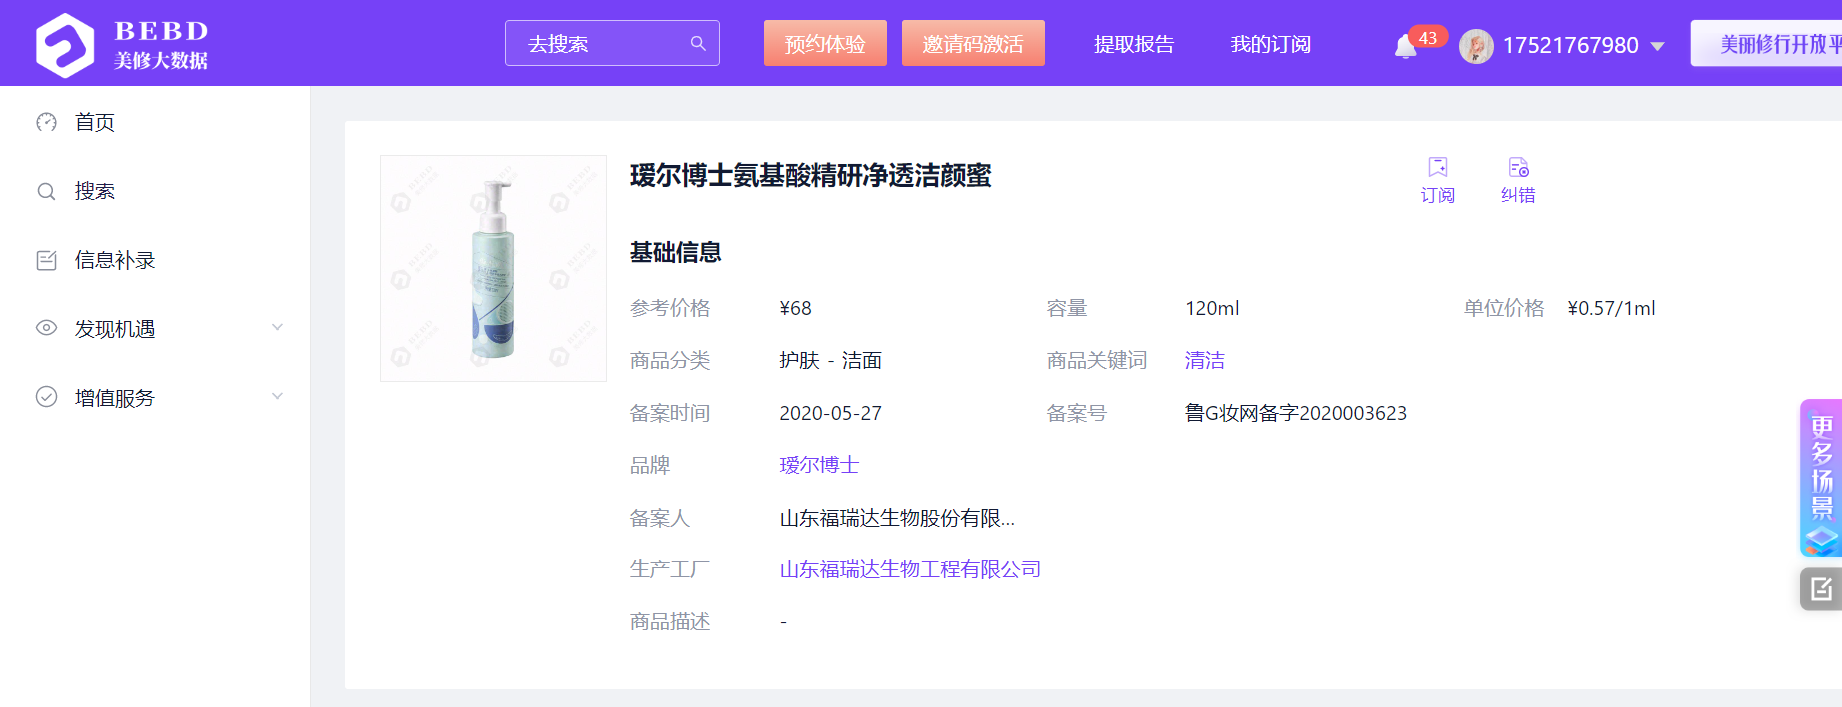 BEBD
美修大数据
去搜索
预约体验
邀请码激活
提取报告
我的订阅
43
17521767980
美丽修行开放平
首页
搜索
信息补录
发现机遇
增值服务
瑷尔博士氨基酸精研净透洁颜蜜
订阅
纠错
基础信息
参考价格 ¥68 容量 120ml 单位价格 ¥0.57/1ml
商品分类 护肤 - 洁面 商品关键词 清洁
备案时间 2020-05-27 备案号 鲁G妆网备字2020003623
品牌 瑷尔博士
备案人 山东福瑞达生物股份有限...
生产工厂 山东福瑞达生物工程有限公司
商品描述 -
更多场景